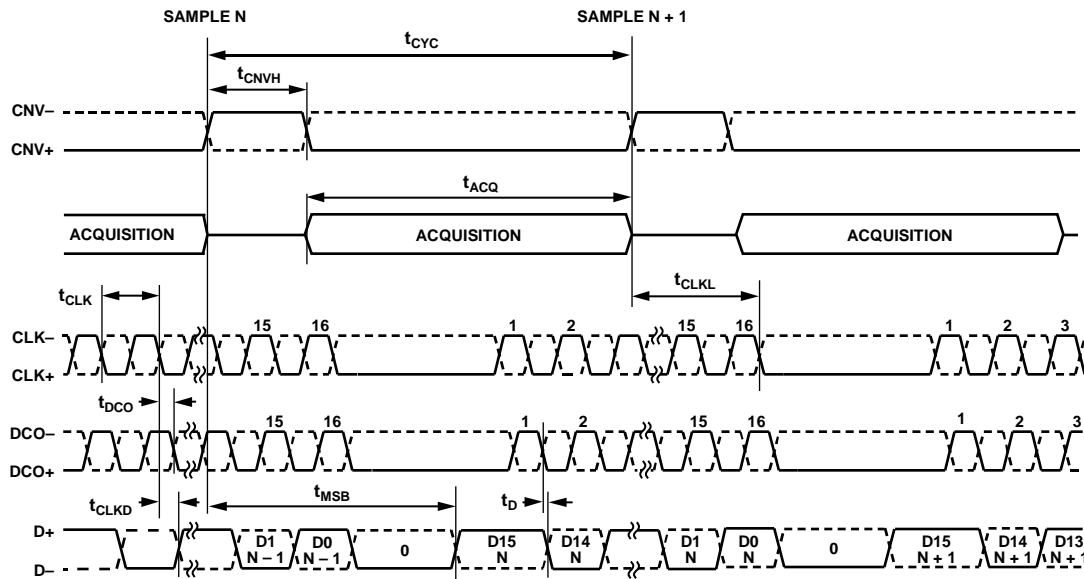 SAMPLE N SAMPLE N + 1
tCYC
tCNVH
CNV–
CNV+
tACQ
ACQUISITION ACQUISITION ACQUISITION
tCLK tCLKL
15 16 1 2 15 16 1 2 3
CLK–
CLK+
tDCO
15 16 1 2 15 16 1 2 3
DCO–
DCO+
tCLKD tMSB tD
D+
D–
D1 D0 0 D15 D14 D1 D0 0 D15 D14 D13
N – 1 N – 1 N N N N N + 1 N + 1 N + 1